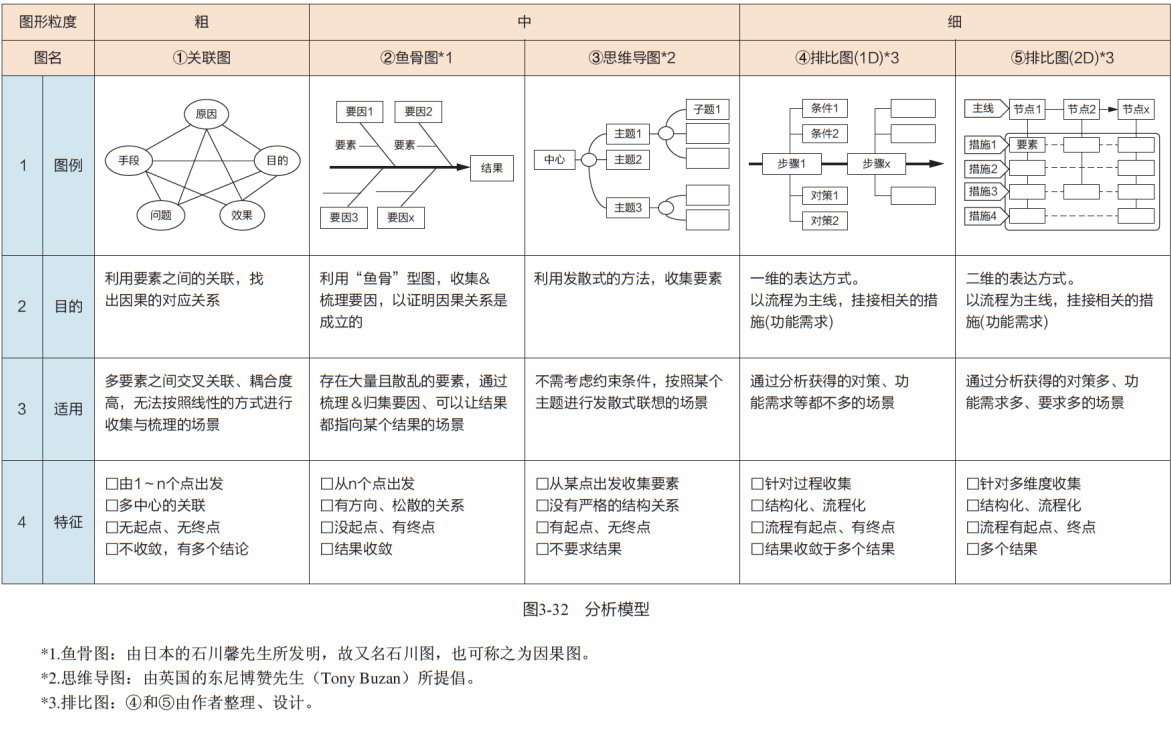 图形粒度 粗 中 细
图名 ①关联图 ②鱼骨图*1 ③思维导图*2 ④排比图(1D)*3 ⑤排比图(2D)*3
1 图例
原因
手段 目的
问题 效果
要因1 要因2
要素 要素
结果
要因3 要因x
子题1
主题1
中心 主题2
主题3
条件1
条件2
步骤1 步骤x
对策1
对策2
主线 节点1 节点2 节点x
措施1 要素
措施2
措施3
措施4
2 目的
利用要素之间的关联，找
出因果的对应关系
利用“鱼骨”型图，收集&
梳理要因，以证明因果关系是
成立的
利用发散式的方法，收集要素
一维的表达方式。
以流程为主线，挂接相关的措
施(功能需求)
二维的表达方式。
以流程为主线，挂接相关的措
施(功能需求)
3 适用
多要素之间交叉关联、耦合度
高，无法按照线性的方式进行
收集与梳理的场景
存在大量且散乱的要素，通过
梳理&归集要因、可以让结果
都指向某个结果的场景
不需考虑约束条件，按照某个
主题进行发散式联想的场景
通过分析获得的对策、功
能需求等都不多的场景
通过分析获得的对策多、功
能需求多、要求多的场景
4 特征
□由1～n个点出发
□多中心的关联
□无起点、无终点
□不收敛，有多个结论
□从n个点出发
□有方向、松散的关系
□没起点、有终点
□结果收敛
□从某点出发收集要素
□没有严格的结构关系
□有起点、无终点
□不要求结果
□针对过程收集
□结构化、流程化
□流程有起点、有终点
□结果收敛于多个结果
□针对多维度收集
□结构化、流程化
□流程有起点、终点
□多个结果
图3-32 分析模型
*1.鱼骨图：由日本的石川馨先生所发明，故又名石川图，也可称之为因果图。
*2.思维导图：由英国的东尼博赞先生（Tony Buzan）所提倡。
*3.排比图：④和⑤由作者整理、设计。